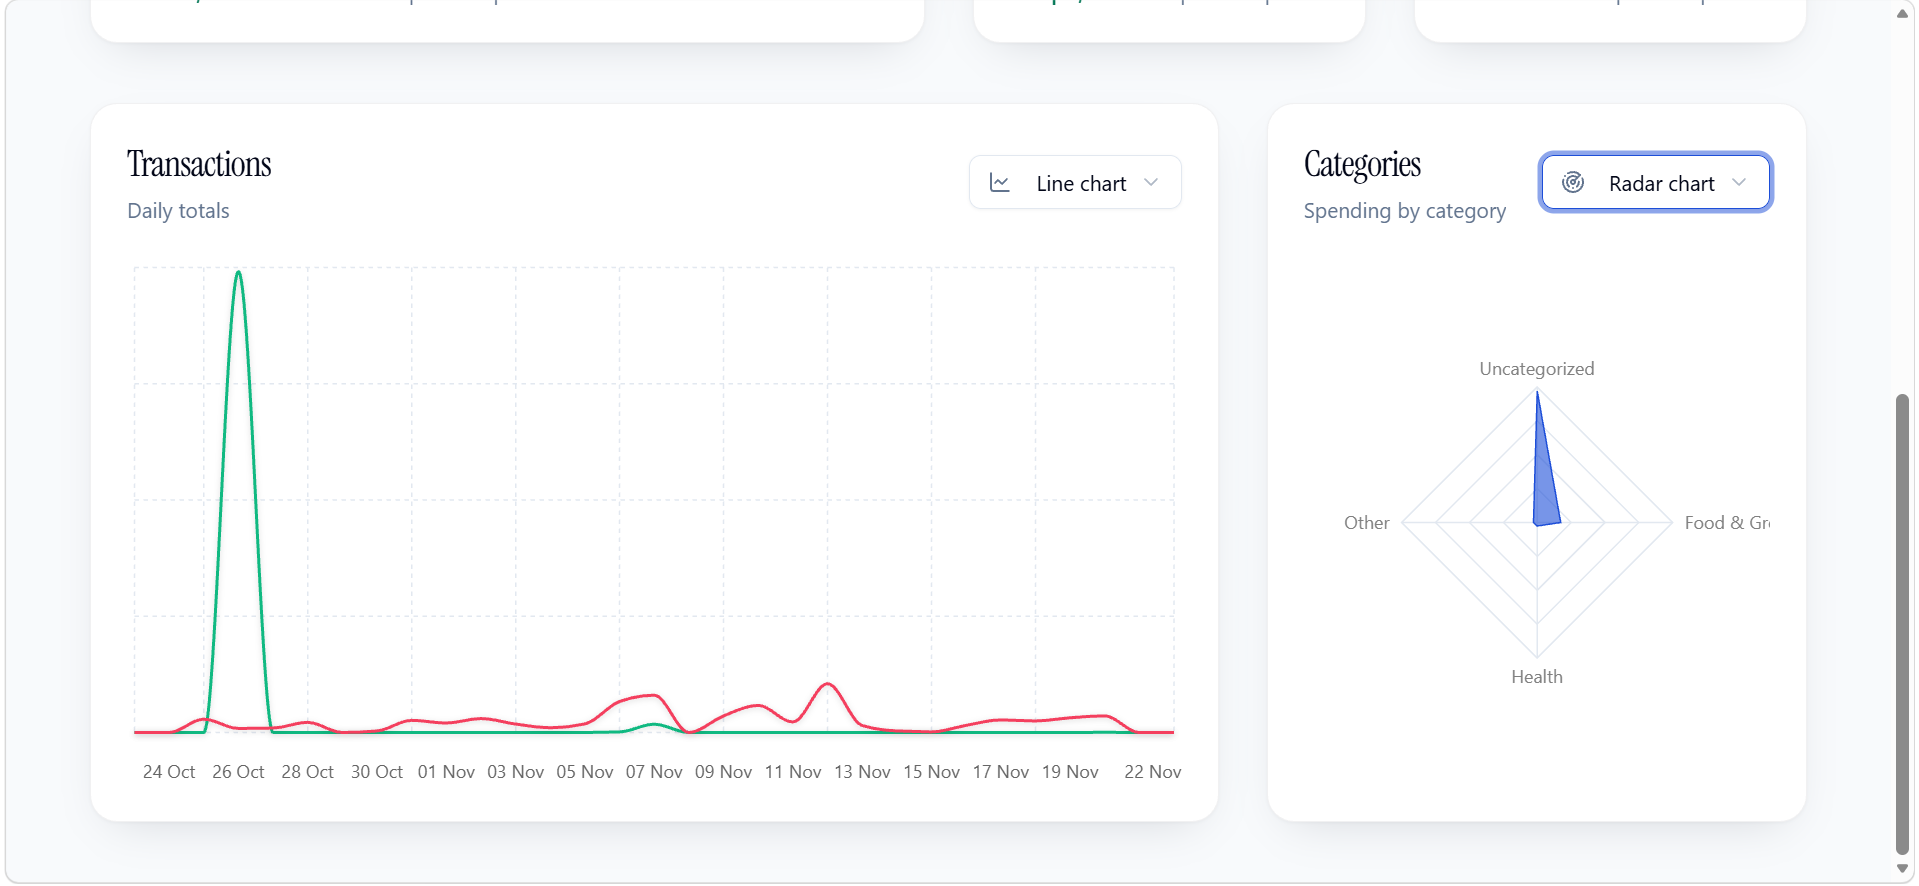 Transactions
Daily totals
Line chart
24 Oct 26 Oct 28 Oct 30 Oct 01 Nov 03 Nov 05 Nov 07 Nov 09 Nov 11 Nov 13 Nov 15 Nov 17 Nov 19 Nov 22 Nov
Categories
Spending by category
Radar chart
Uncategorized
Other
Food &
Health